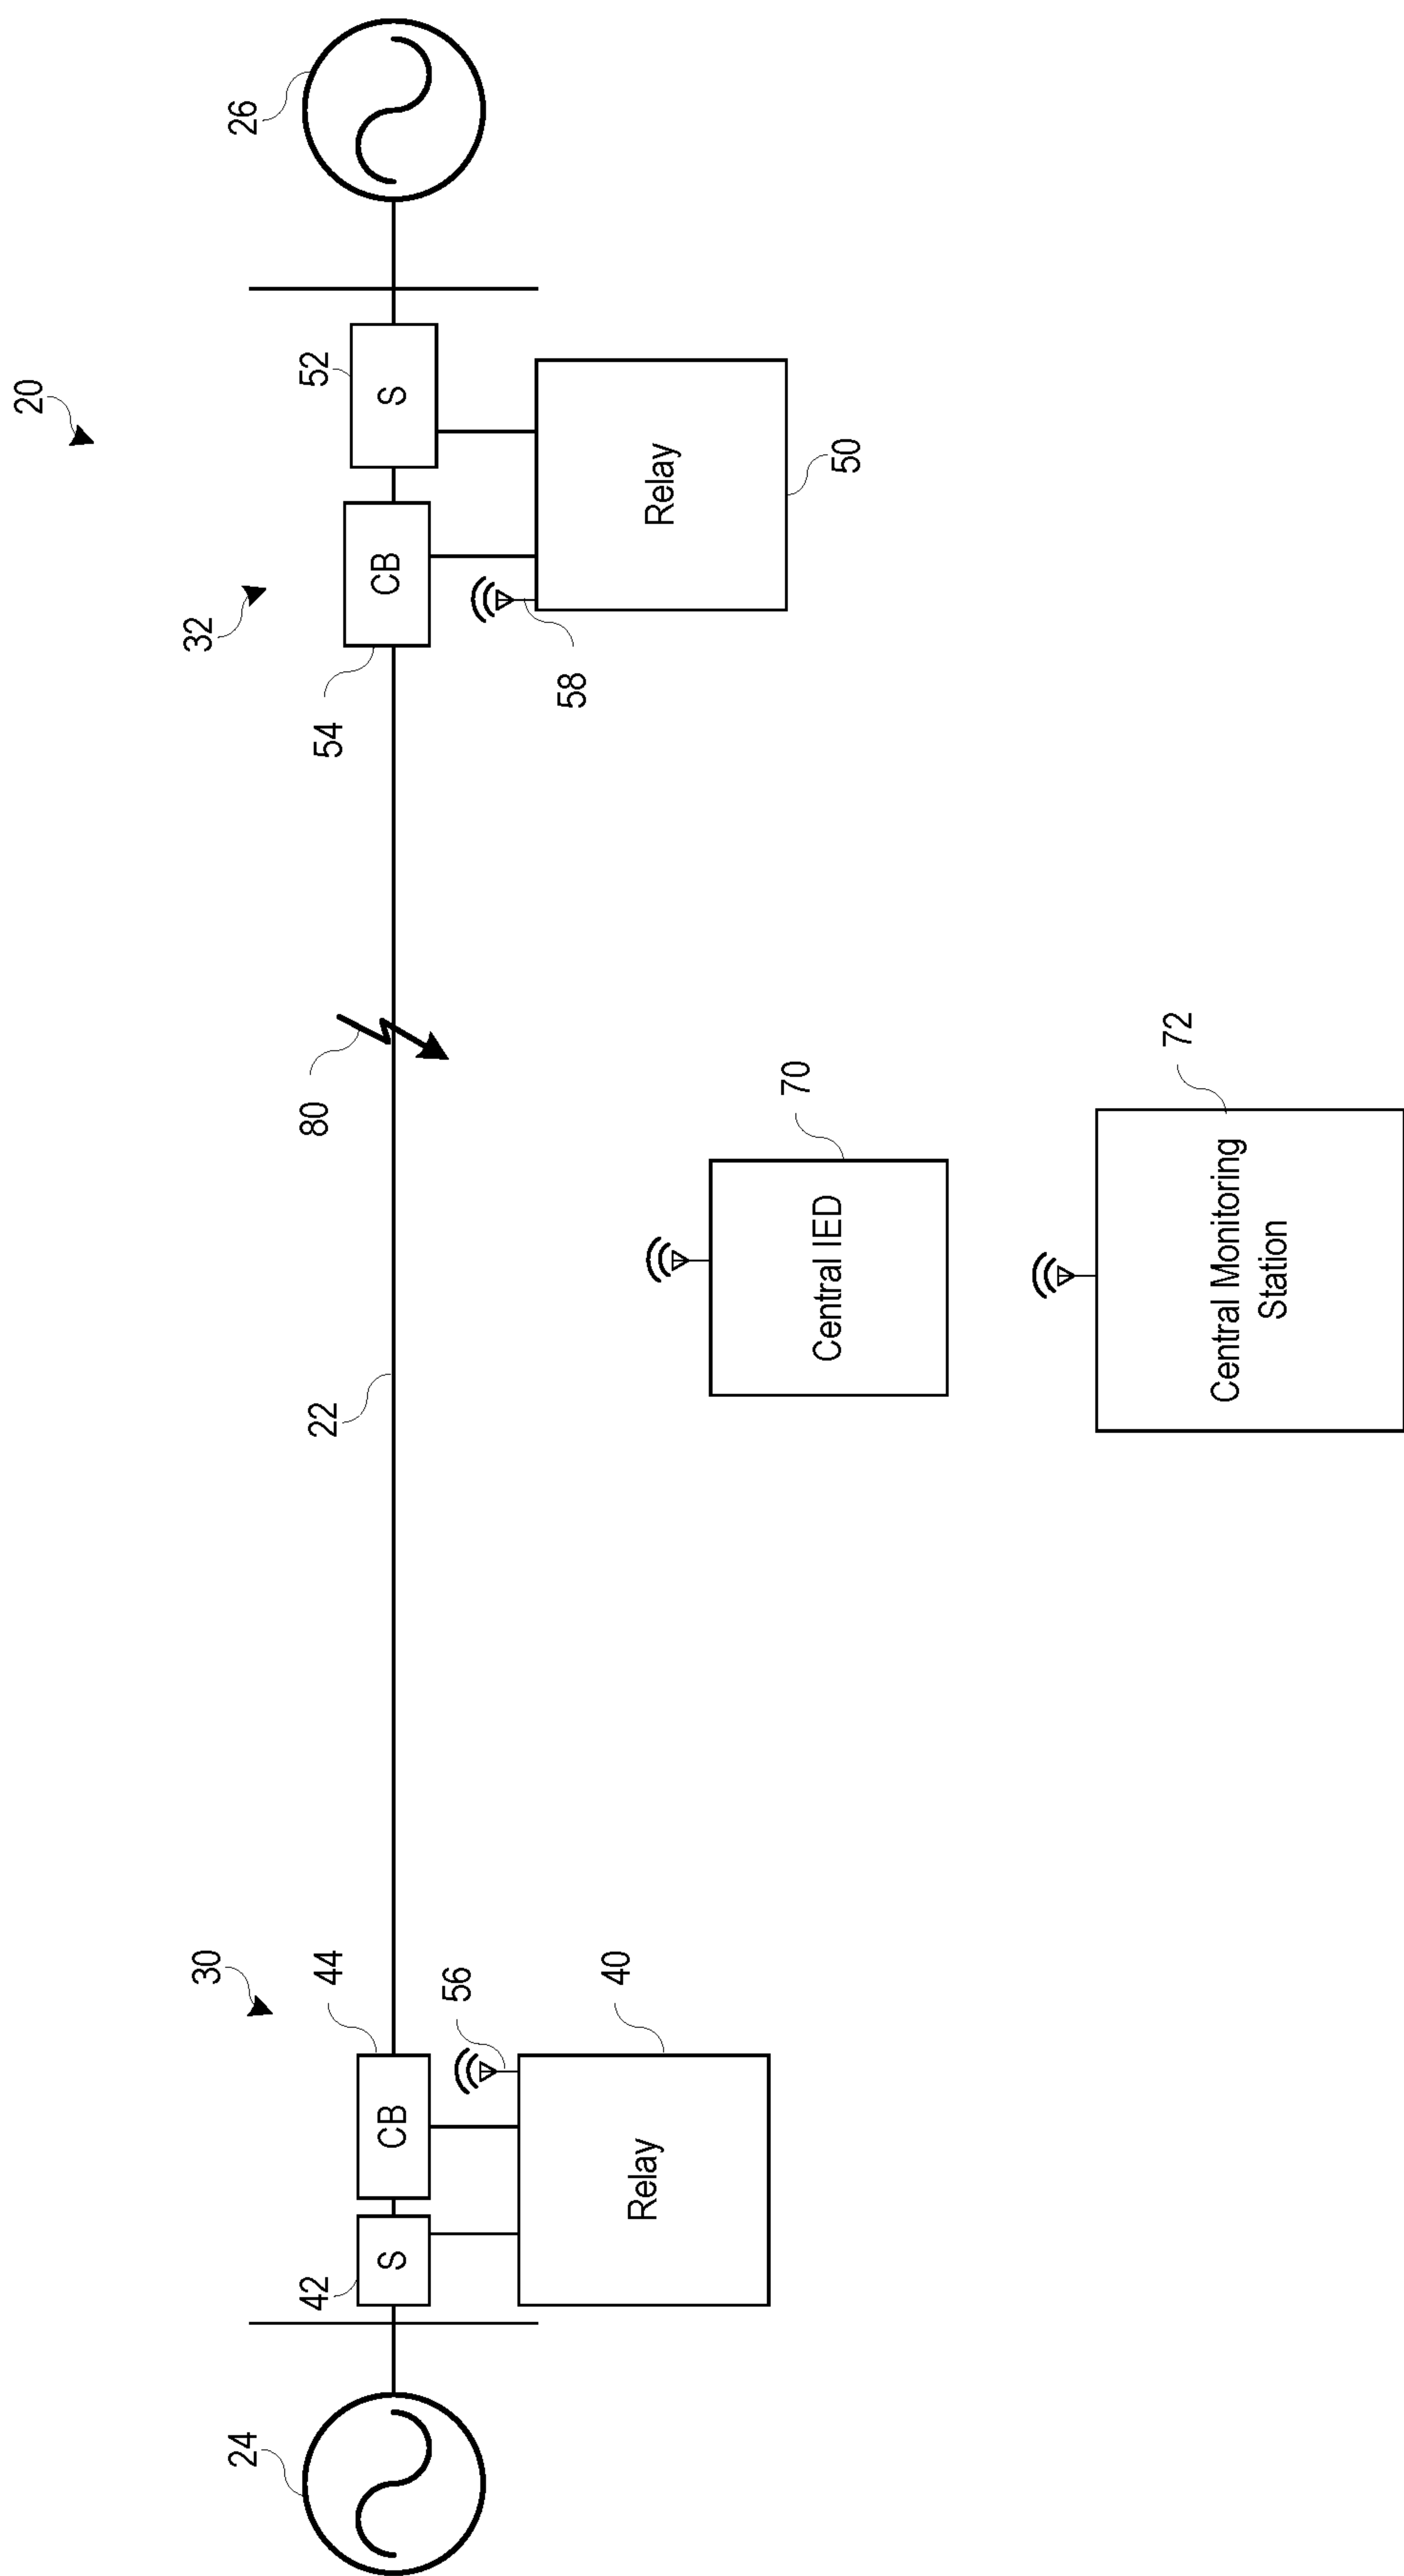 20
32
30
24
42
S
44
CB
56
Relay
40
22
80
54
CB
52
S
26
58
Relay
50
70
Central IED
72
Central Monitoring
Station